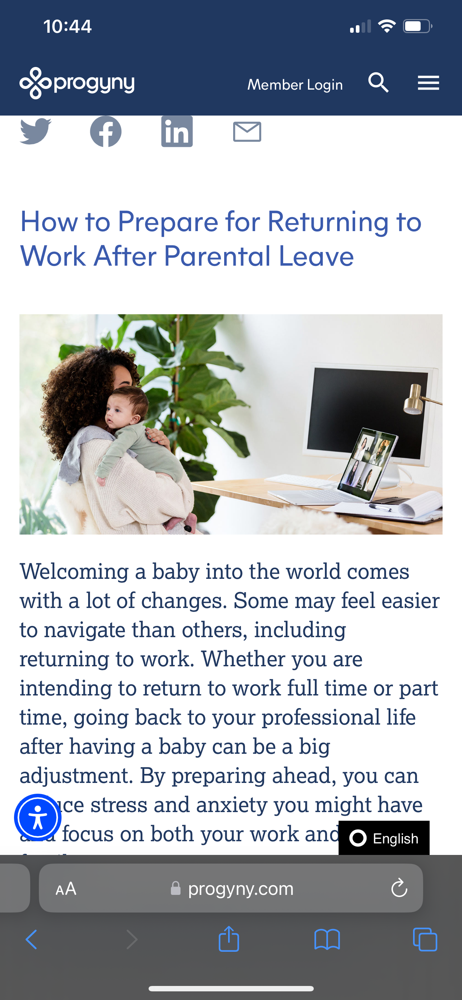 10:44
progyny
Member Login
How to Prepare for Returning to
Work After Parental Leave
Welcoming a baby into the world comes
with a lot of changes. Some may feel easier
to navigate than others, including
returning to work. Whether you are
intending to return to work full time or part
time, going back to your professional life
after having a baby can be a big
adjustment. By preparing ahead, you can
stress and anxiety you might have
focus on both your work and
English
AA
progyny.com